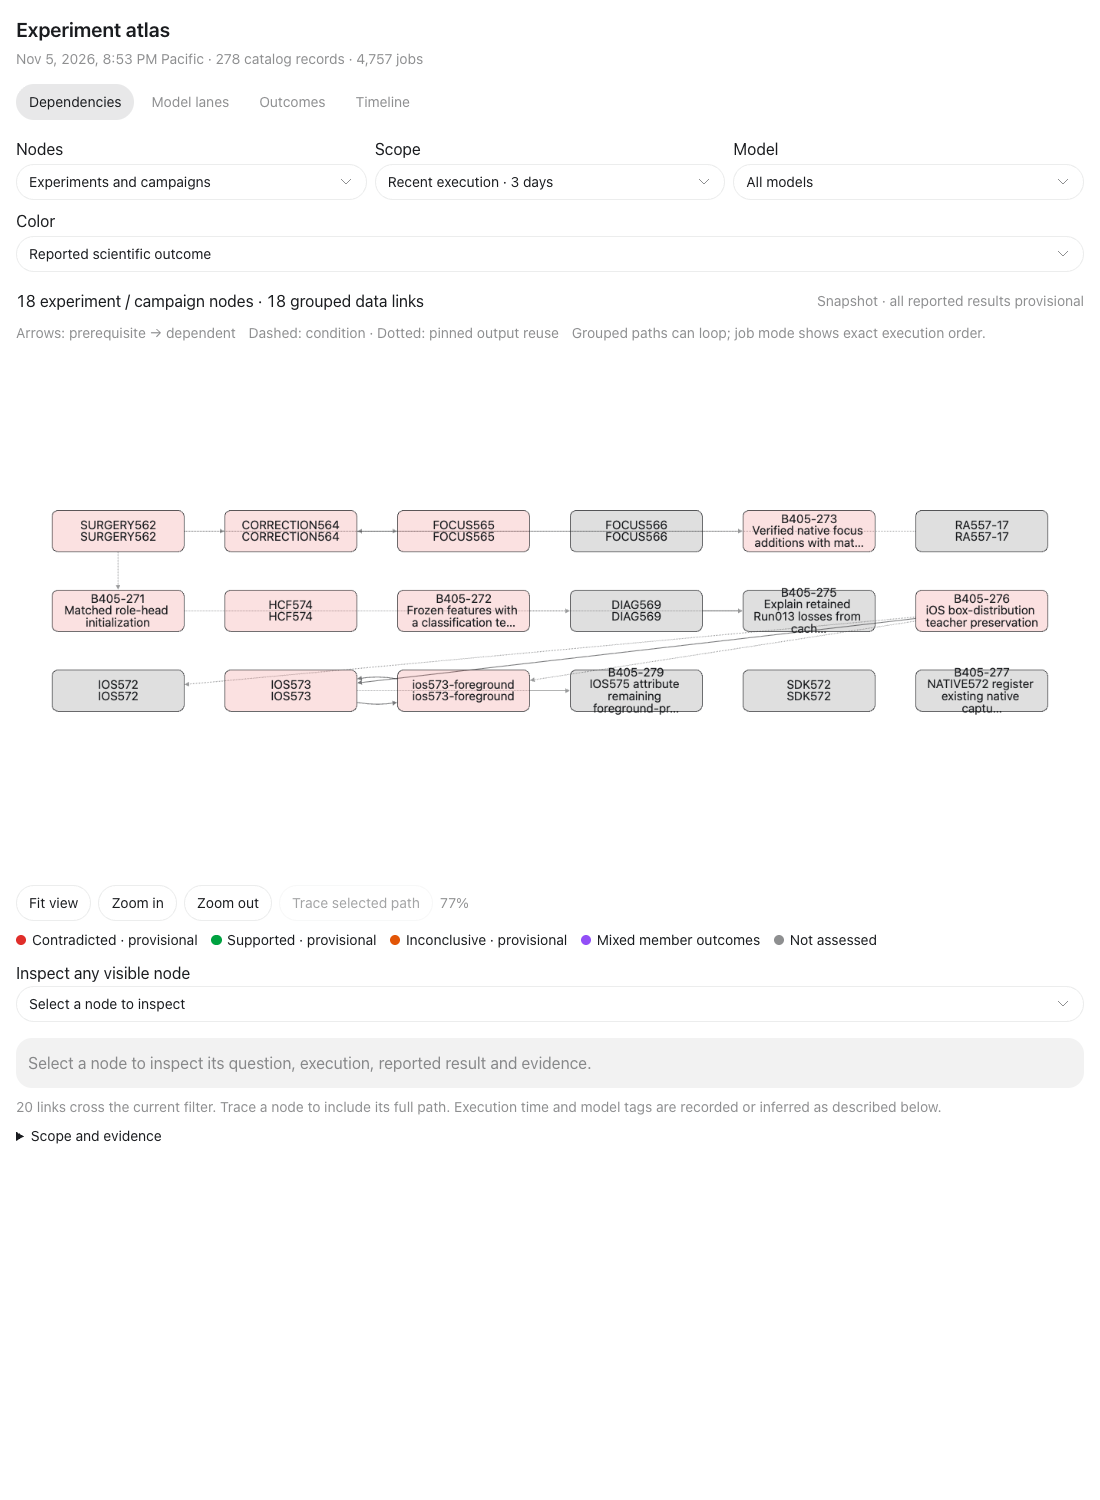 Experiment atlas
Nov 5, 2026, 8:53 PM Pacific · 278 catalog records · 4,757 jobs
Dependencies Model lanes Outcomes Timeline
Nodes Scope Model
Experiments and campaigns Recent execution · 3 days All models
Color
Reported scientific outcome
18 experiment / campaign nodes · 18 grouped data links Snapshot · all reported results provisional
Arrows: prerequisite → dependent Dashed: condition · Dotted: pinned output reuse Grouped paths can loop; job mode shows exact execution order.
SURGERY562
SURGERY562
CORRECTION564
CORRECTION564
FOCUS565
FOCUS565
FOCUS566
FOCUS566
B405-273
Verified native focus
additions with mat...
RA557-17
RA557-17
B405-271
Matched role-head
initialization
HCF574
HCF574
B405-272
Frozen features with
a classification te...
DIAG569
DIAG569
B405-275
Explain retained
Run013 losses from
cach...
B405-276
iOS box-distribution
teacher preservation
IOS572
IOS572
IOS573
IOS573
ios573-foreground
ios573-foreground
B405-279
IOS575 attribute
remaining
foreground-pr...
SDK572
SDK572
B405-277
NATIVE572 register
existing native
captu...
Fit view Zoom in Zoom out Trace selected path 77%
Contradicted · provisional Supported · provisional Inconclusive · provisional Mixed member outcomes Not assessed
Inspect any visible node
Select a node to inspect
Select a node to inspect its question, execution, reported result and evidence.
20 links cross the current filter. Trace a node to include its full path. Execution time and model tags are recorded or inferred as described below.
Scope and evidence